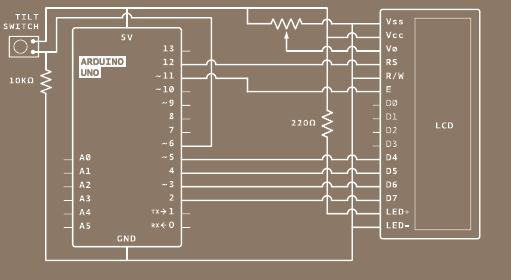 TILT
SWITCH
10KΩ
5V
ARDUINO
UNO
13
12
~11
~10
~9
8
7
~6
~5
4
~3
2
TX→1
RX←0
A0
A1
A2
A3
A4
A5
GND
220Ω
Vss
Vcc
Vø
RS
R/W
E
D0
D1
D2
D3
D4
D5
D6
D7
LED+
LED-
LCD